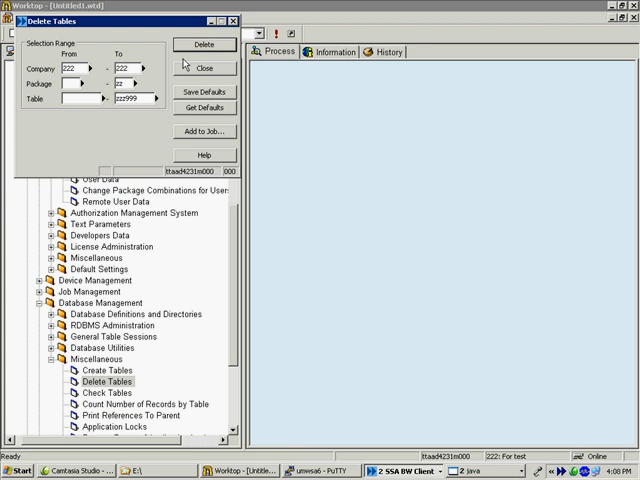 Worktop - [Untitled1.wtd]
Delete Tables
Selection Range
From To
Company 222 - 222
Package - zz
Table - zzz999
Delete
Close
Save Defaults
Get Defaults
Add to Job...
Help
ttaad4231m000 000
Process Information History
User Data
Change Package Combinations for Users
Remote User Data
Authorization Management System
Text Parameters
Developers Data
License Administration
Miscellaneous
Default Settings
Device Management
Job Management
Database Management
Database Definitions and Directories
RDBMS Administration
General Table Sessions
Database Utilities
Miscellaneous
Create Tables
Delete Tables
Check Tables
Count Number of Records by Table
Print References To Parent
Application Locks
Ready ttaad4231m000 222: For test Online
Start Camtasia Studio - ... E:\ Worktop - [Untitle... umwsa6 - PuTTY 2 SSA BW Client 2 java 4:08 PM